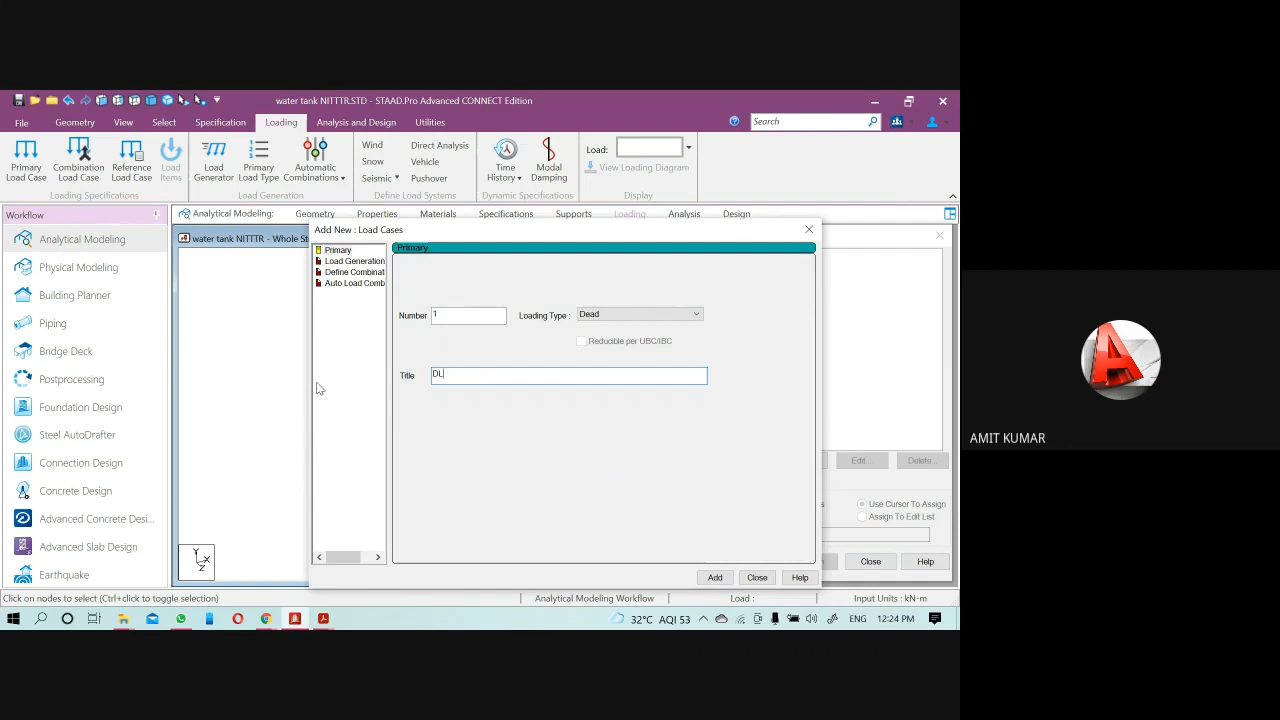 water tank NITTTR.STD - STAAD.Pro Advanced CONNECT Edition
File Geometry View Select Specification Loading Analysis and Design Utilities Search
Primary Load Case
Combination Load Case
Reference Load Case
Load Items
Loading Specifications
Load Generator
Primary Load Type
Automatic Combinations
Load Generation
Wind Direct Analysis
Snow Vehicle
Seismic Pushover
Define Load Systems
Time History
Modal Damping
Dynamic Specifications
Load:
View Loading Diagram
Display
Workflow
Analytical Modeling: Geometry Properties Materials Specifications Supports Loading Analysis Design
Analytical Modeling
Physical Modeling
Building Planner
Piping
Bridge Deck
Postprocessing
Foundation Design
Steel AutoDrafter
Connection Design
Concrete Design
Advanced Concrete Desi...
Advanced Slab Design
Earthquake
water tank NITTTR - Whole St
Y
X
Z
Add New : Load Cases
Primary
Load Generation
Define Combinat
Auto Load Comb
Primary
Number 1 Loading Type : Dead
Reducible per UBC/IBC
Title DL
Add Close Help
Edit... Delete...
Use Cursor To Assign
Assign To Edit List
Close Help
Click on nodes to select (Ctrl+click to toggle selection) Analytical Modeling Workflow Load : Input Units : kN-m
32°C AQI 53 ENG 12:24 PM
AMIT KUMAR